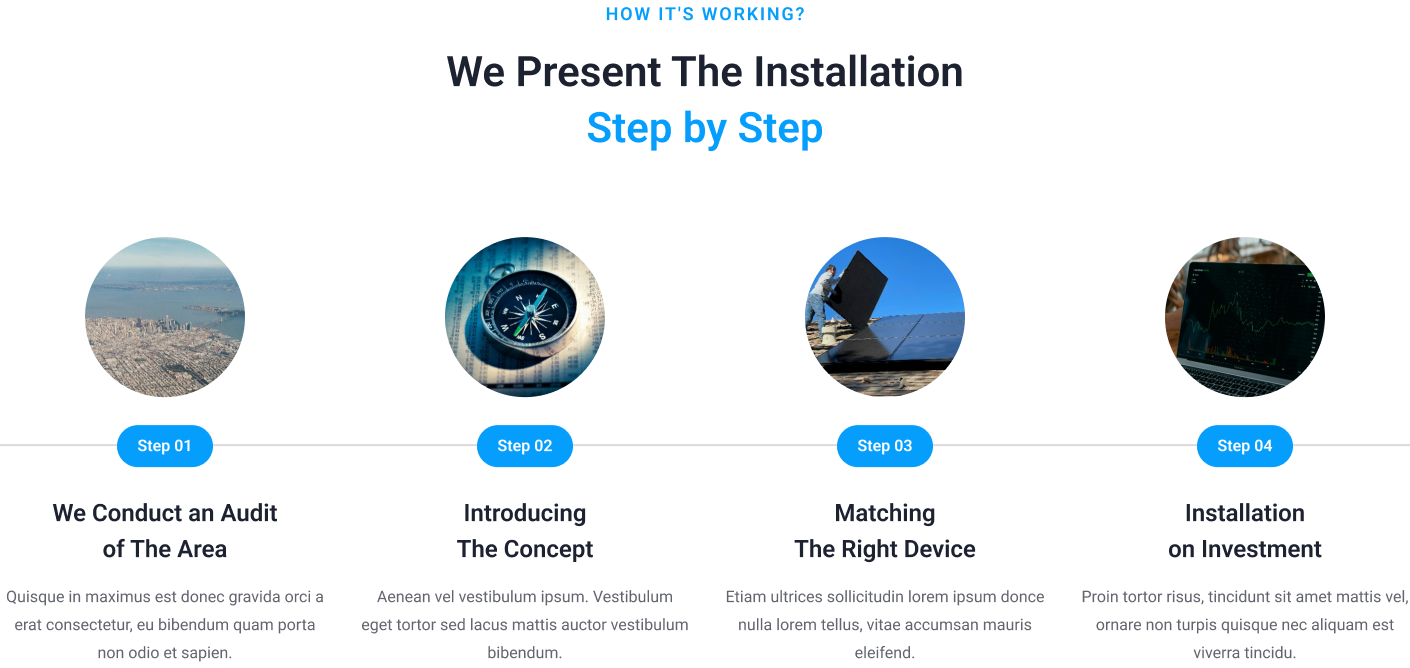 HOW IT'S WORKING?
We Present The Installation
Step by Step
Step 01
Step 02
Step 03
Step 04
We Conduct an Audit
of The Area
Quisque in maximus est donec gravida orci a
erat consectetur, eu bibendum quam porta
non odio et sapien.
Introducing
The Concept
Aenean vel vestibulum ipsum. Vestibulum
eget tortor sed lacus mattis auctor vestibulum
bibendum.
Matching
The Right Device
Etiam ultrices sollicitudin lorem ipsum donce
nulla lorem tellus, vitae accumsan mauris
eleifend.
Installation
on Investment
Proin tortor risus, tincidunt sit amet mattis vel,
ornare non turpis quisque nec aliquam est
viverra tincidu.